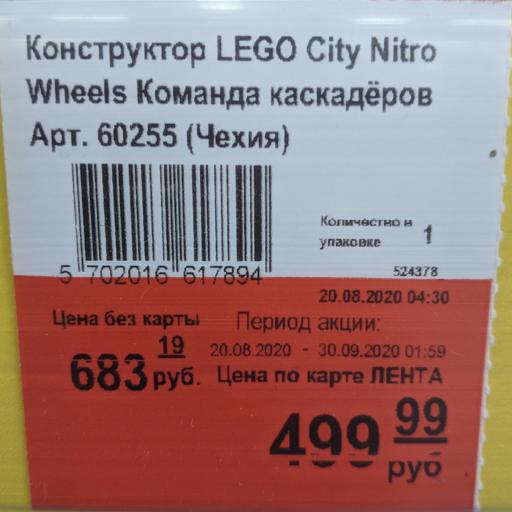 Конструктор LEGO City Nitro
Wheels Команда каскадёров
Арт. 60255 (Чехия)
Количество в
упаковке 1
5 702016 617894
524378
20.08.2020 04:30
Цена без карты
Период акции:
683 19 руб.
20.08.2020 - 30.09.2020 01:59
Цена по карте ЛЕНТА
499 99
руб